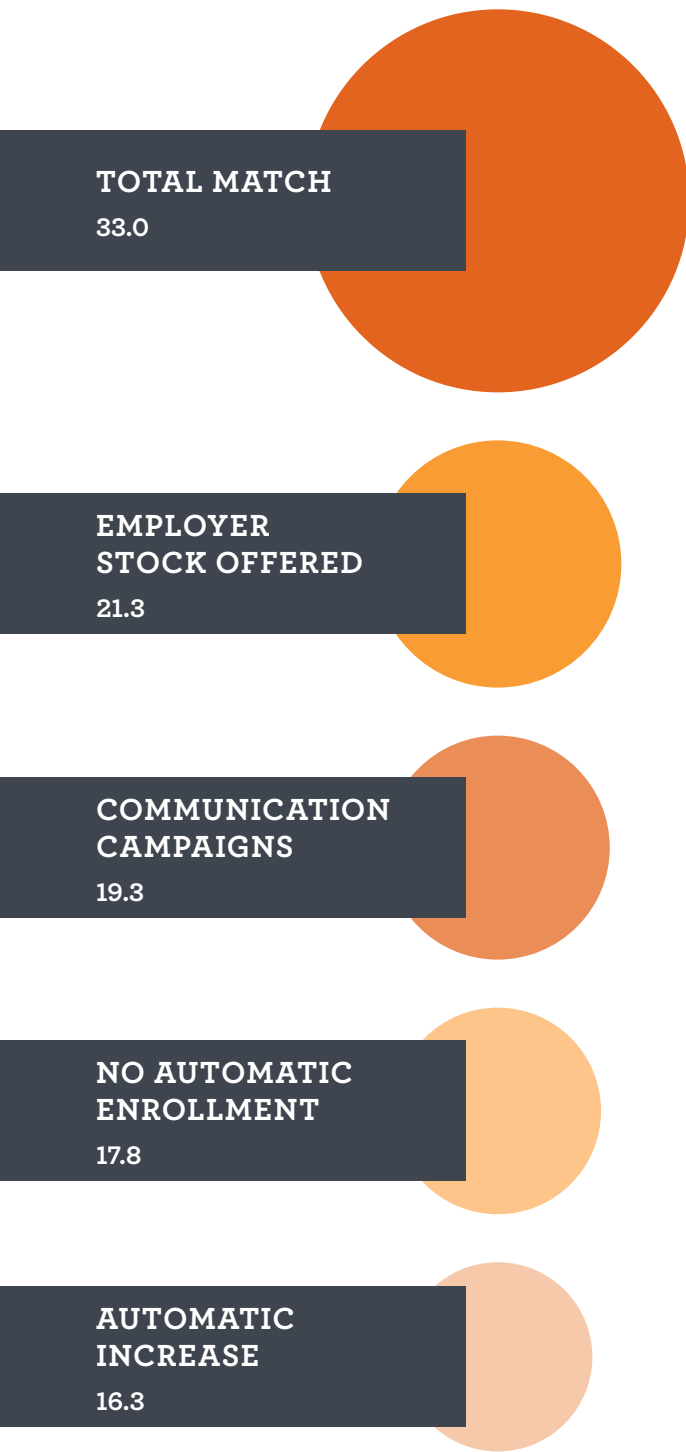 TOTAL MATCH
33.0
EMPLOYER
STOCK OFFERED
21.3
COMMUNICATION
CAMPAIGNS
19.3
NO AUTOMATIC
ENROLLMENT
17.8
AUTOMATIC
INCREASE
16.3